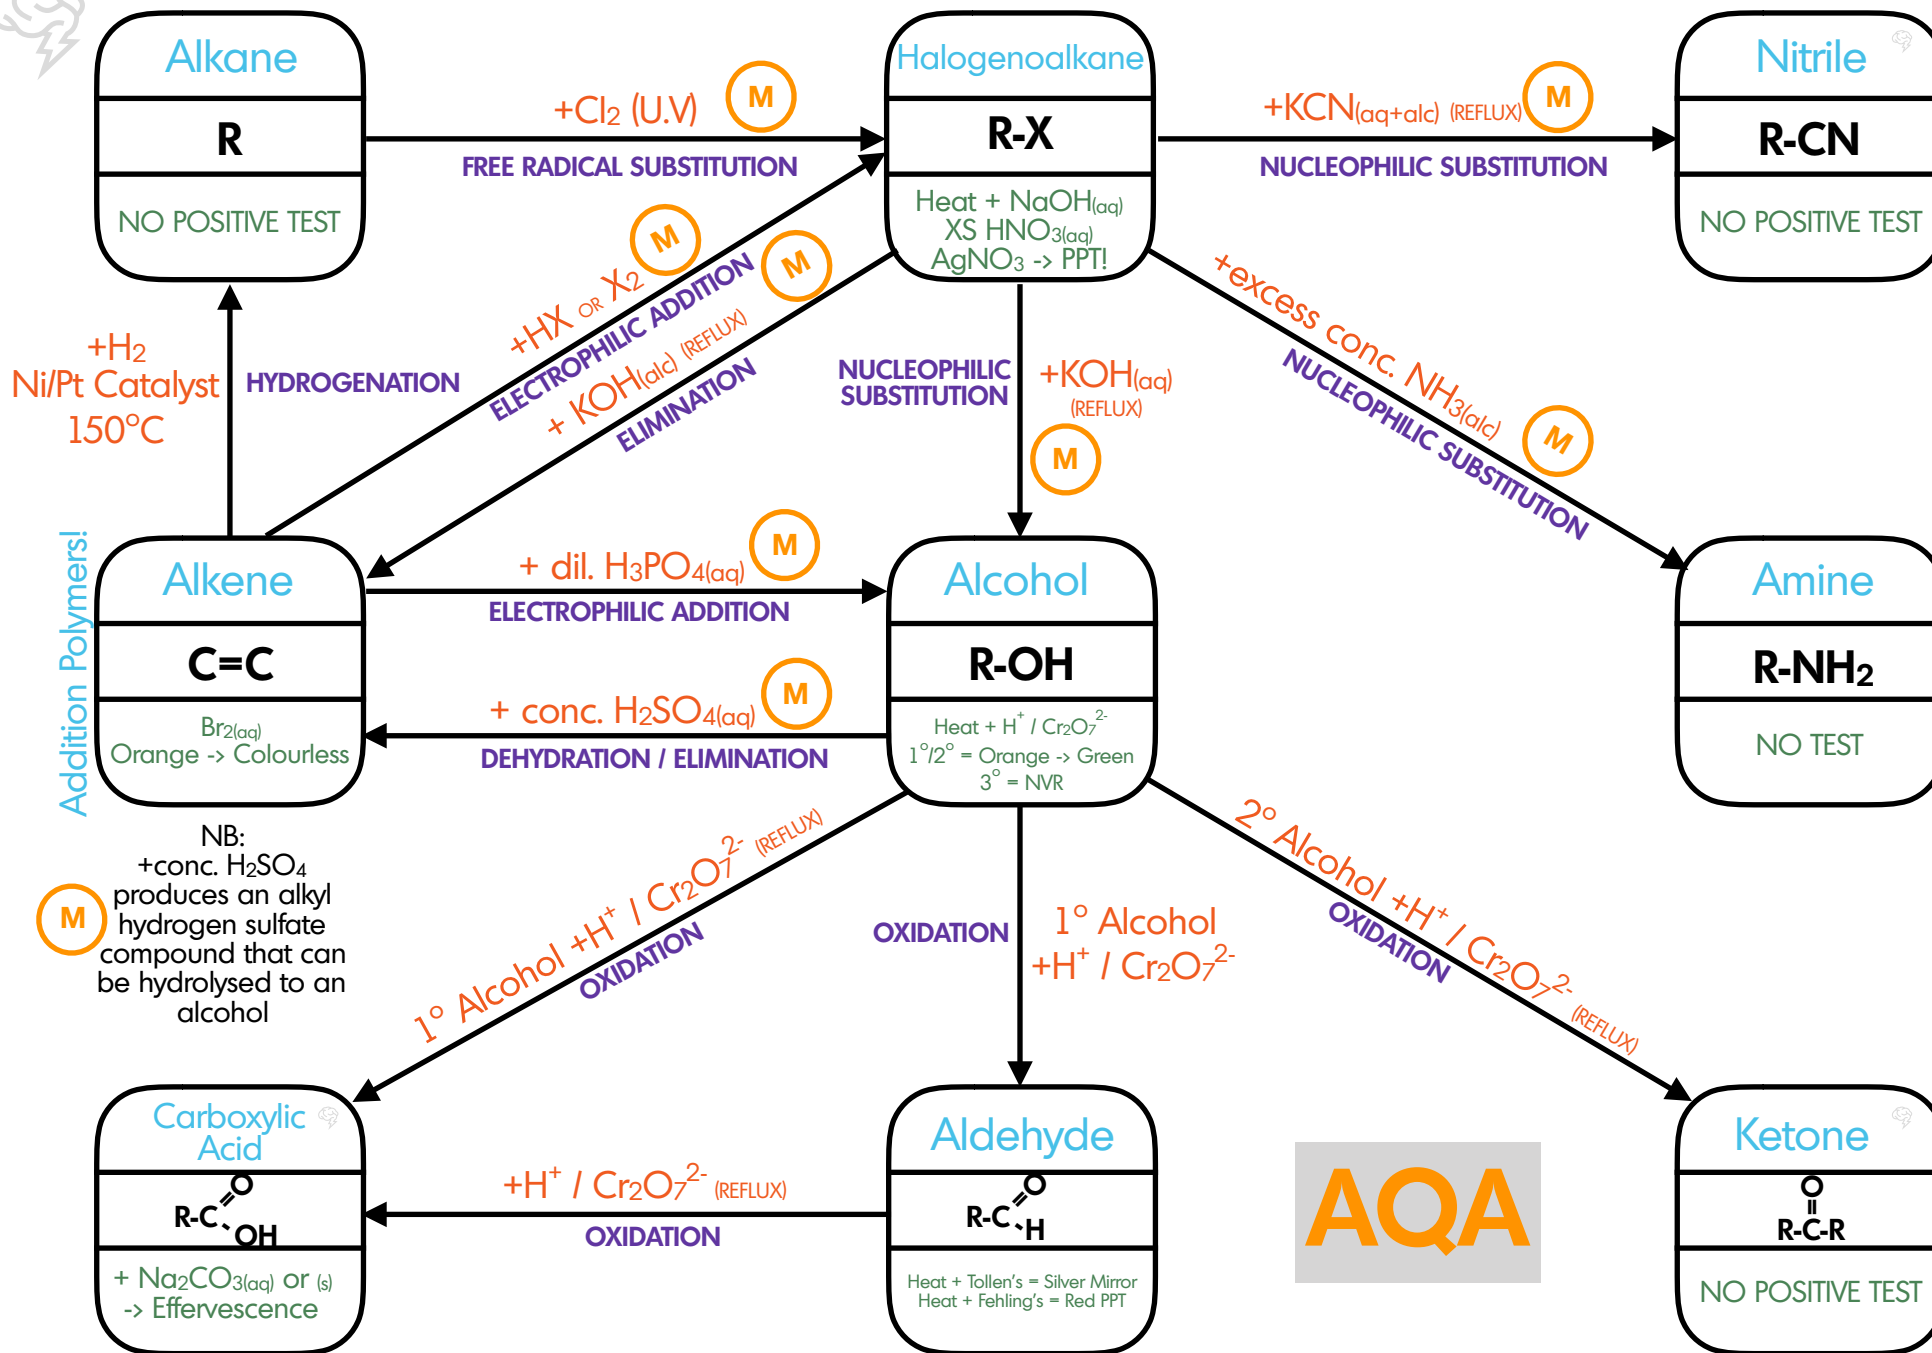 Alkane
R
NO POSITIVE TEST
+Cl₂ (U.V)
M
FREE RADICAL SUBSTITUTION
Halogenoalkane
R-X
Heat + NaOH(aq)
XS HNO₃(aq)
AgNO₃ -> PPT!
+KCN(aq+alc) (REFLUX)
M
NUCLEOPHILIC SUBSTITUTION
Nitrile
R-CN
NO POSITIVE TEST
+H₂
Ni/Pt Catalyst
150°C
HYDROGENATION
+HX OR X₂
M
ELECTROPHILIC ADDITION
+ KOH(alc) (REFLUX)
M
ELIMINATION
NUCLEOPHILIC
SUBSTITUTION
+KOH(aq)
(REFLUX)
M
+excess conc. NH₃(alc)
M
NUCLEOPHILIC SUBSTITUTION
Addition Polymers!
Alkene
C=C
Br₂(aq)
Orange -> Colourless
+ dil. H₃PO₄(aq)
M
ELECTROPHILIC ADDITION
+ conc. H₂SO₄(aq)
M
DEHYDRATION / ELIMINATION
Alcohol
R-OH
Heat + H⁺ / Cr₂O₇²⁻
1°/2° = Orange -> Green
3° = NVR
Amine
R-NH₂
NO TEST
NB:
+conc. H₂SO₄
produces an alkyl
M
hydrogen sulfate
compound that can
be hydrolysed to an
alcohol
1° Alcohol +H⁺ / Cr₂O₇²⁻ (REFLUX)
OXIDATION
OXIDATION
1° Alcohol
+H⁺ / Cr₂O₇²⁻
2° Alcohol +H⁺ / Cr₂O₇²⁻ (REFLUX)
OXIDATION
Carboxylic
Acid
O
R-C
OH
+ Na₂CO₃(aq) or (s)
-> Effervescence
+H⁺ / Cr₂O₇²⁻ (REFLUX)
OXIDATION
Aldehyde
O
R-C
H
Heat + Tollen's = Silver Mirror
Heat + Fehling's = Red PPT
AQA
Ketone
O
R-C-R
NO POSITIVE TEST